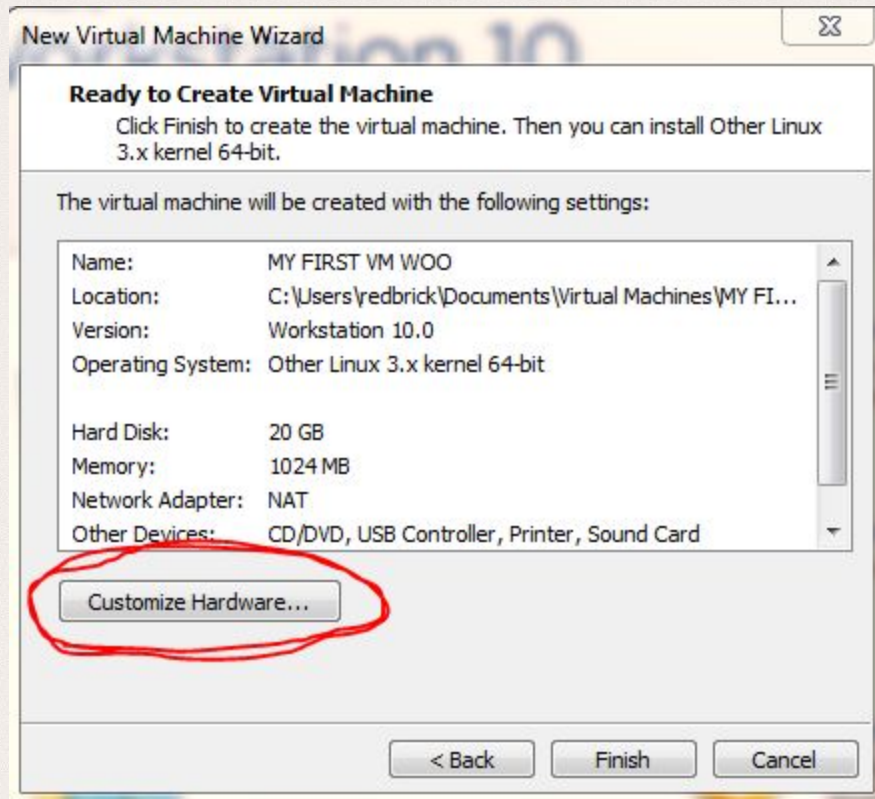 orkstation 10
New Virtual Machine Wizard
Ready to Create Virtual Machine
Click Finish to create the virtual machine. Then you can install Other Linux
3.x kernel 64-bit.
The virtual machine will be created with the following settings:
Name: MY FIRST VM WOO
Location: C:\Users\redbrick\Documents\Virtual Machines\MY FI...
Version: Workstation 10.0
Operating System: Other Linux 3.x kernel 64-bit
Hard Disk: 20 GB
Memory: 1024 MB
Network Adapter: NAT
Other Devices: CD/DVD, USB Controller, Printer, Sound Card
Customize Hardware...
< Back Finish Cancel